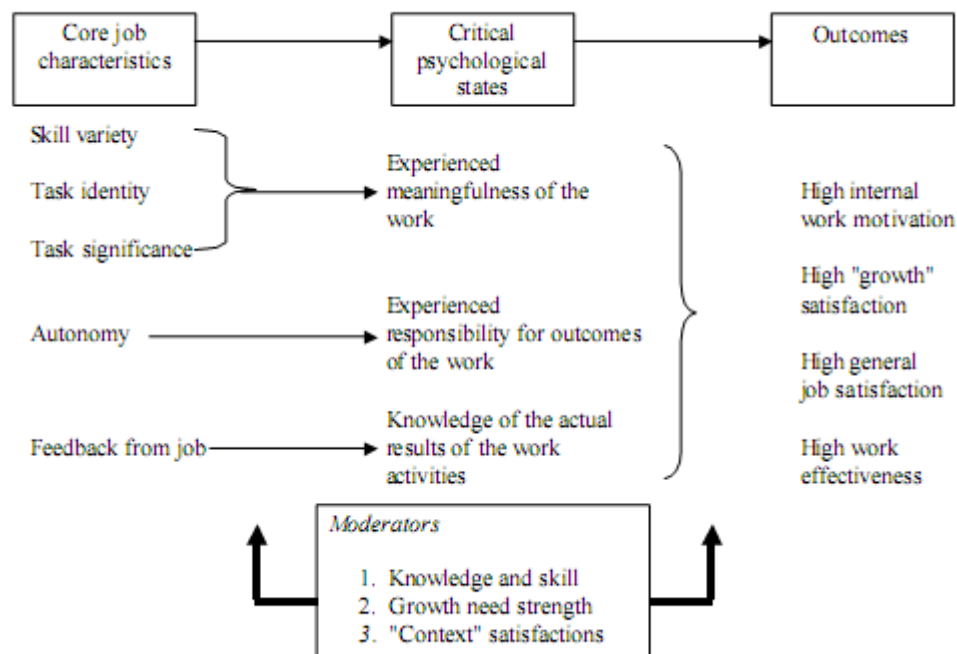 Core job
characteristics
Critical
psychological
states
Outcomes
Skill variety
Task identity
Task significance
Experienced
meaningfulness of the
work
Autonomy
Experienced
responsibility for outcomes
of the work
Feedback from job
Knowledge of the actual
results of the work
activities
High internal
work motivation
High "growth"
satisfaction
High general
job satisfaction
High work
effectiveness
Moderators
1. Knowledge and skill
2. Growth need strength
3. "Context" satisfactions